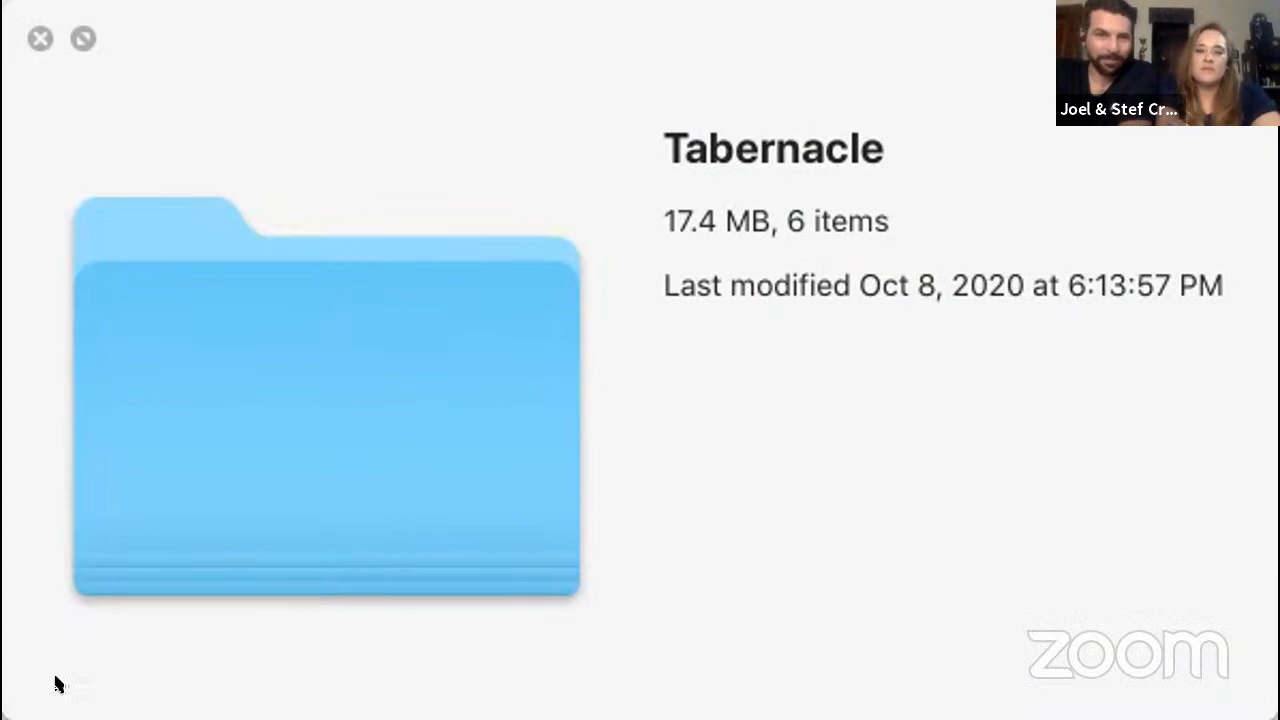 Joel & Stef Cr...
Tabernacle
17.4 MB, 6 items
Last modified Oct 8, 2020 at 6:13:57 PM
zoom